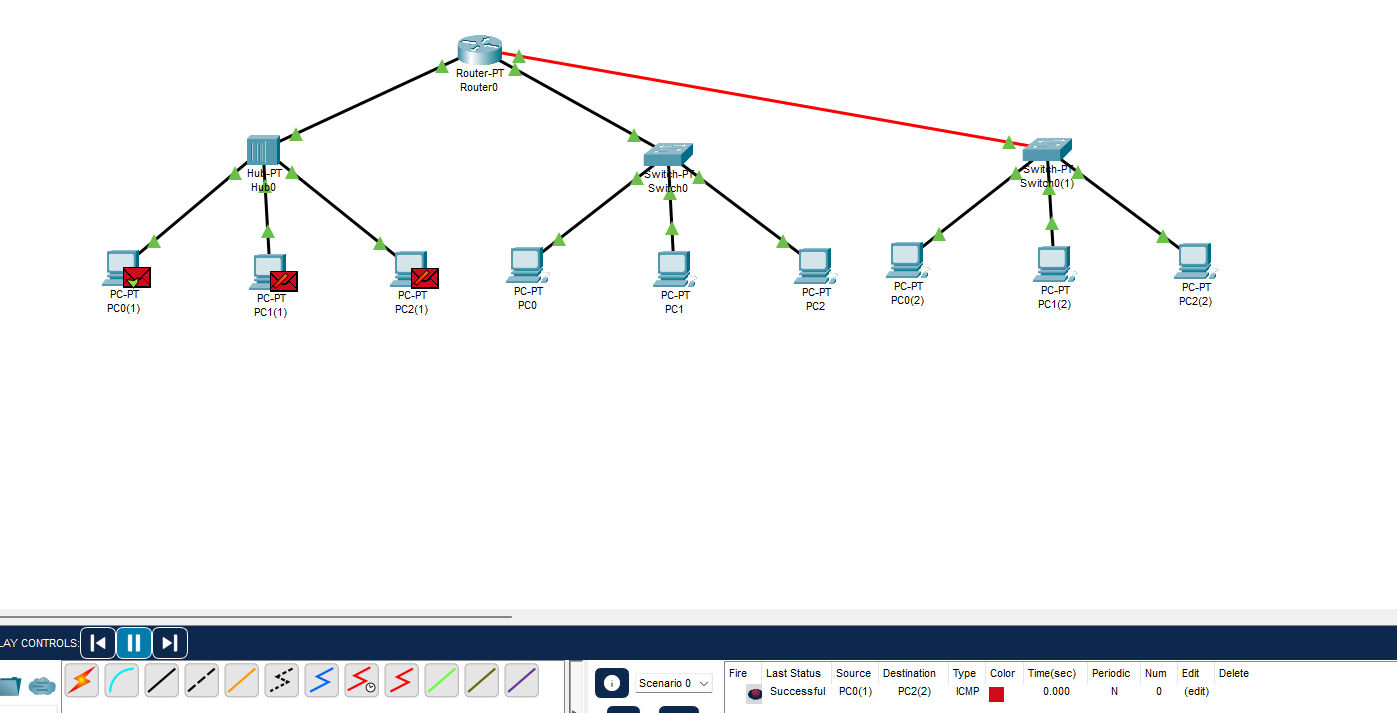 Router-PT
Router0
Hub-PT
Hub0
Switch-PT
Switch0
Switch-PT
Switch0(1)
PC-PT
PC0(1)
PC-PT
PC1(1)
PC-PT
PC2(1)
PC-PT
PC0
PC-PT
PC1
PC-PT
PC2
PC-PT
PC0(2)
PC-PT
PC1(2)
PC-PT
PC2(2)
LAY CONTROLS:
Scenario 0
Fire Last Status Source Destination Type Color Time(sec) Periodic Num Edit Delete
Successful PC0(1) PC2(2) ICMP 0.000 N 0 (edit)